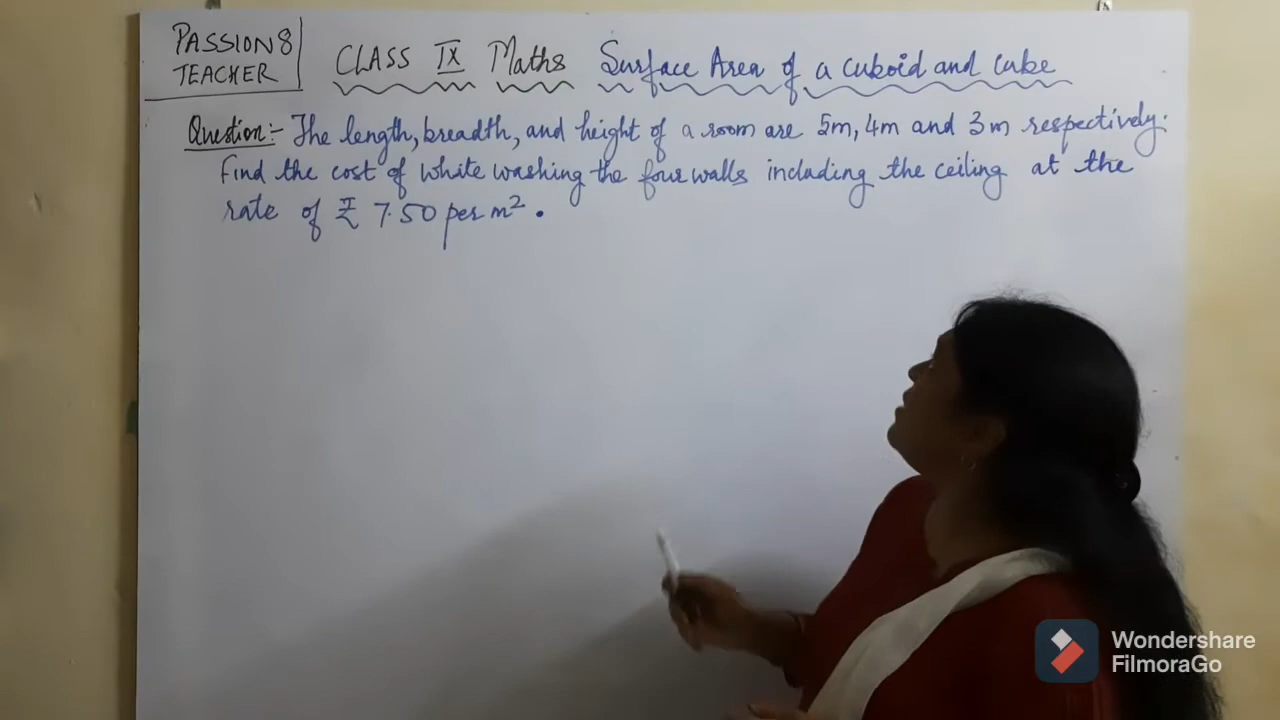 PASSION8
TEACHER
CLASS IX Maths Surface Area of a cuboid and cube
Question:- The length, breadth, and height of a room are 5m, 4m and 3m respectively.
Find the cost of white washing the four walls including the ceiling at the
rate of ₹ 7.50 per m².
Wondershare
FilmoraGo